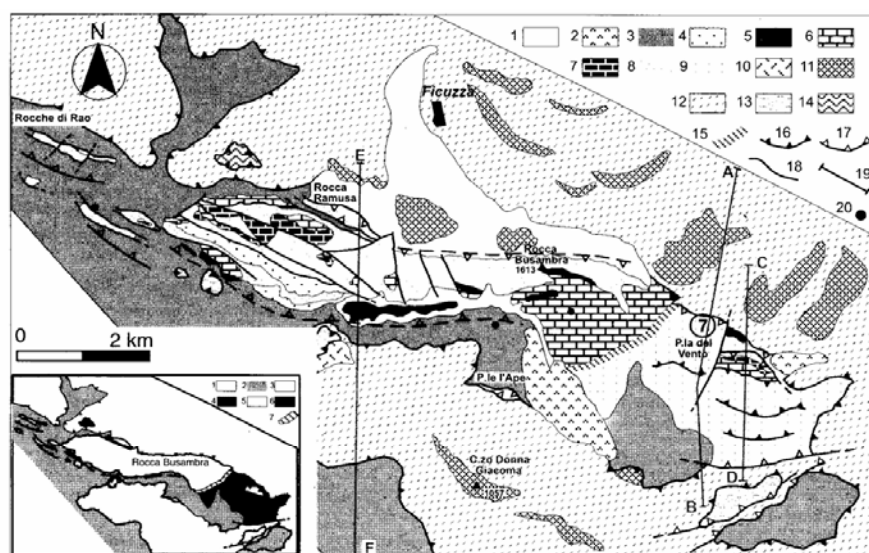 1 2 3 4 5 6
7 8 9 10 11
12 13 14
15 16 17
18 19
20
N
Ficuzza
Rocche di Rao
E
Rocca
Ramusa
A
Rocca
Busambra
1613
C
7
P.la del
Vento
0 2 km
P.le l'Ape
C.zo Donna
Giacoma
1857
D
B
F
1 2 3
4 5 6
7
Rocca Busambra